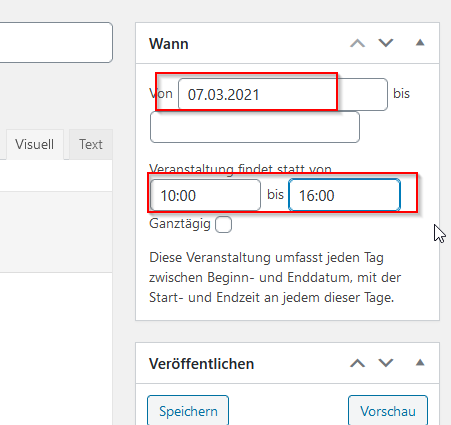 Wann
Von 07.03.2021 bis
Visuell Text
Veranstaltung findet statt von
10:00 bis 16:00
Ganztägig
Diese Veranstaltung umfasst jeden Tag
zwischen Beginn- und Enddatum, mit der
Start- und Endzeit an jedem dieser Tage.
Veröffentlichen
Speichern Vorschau